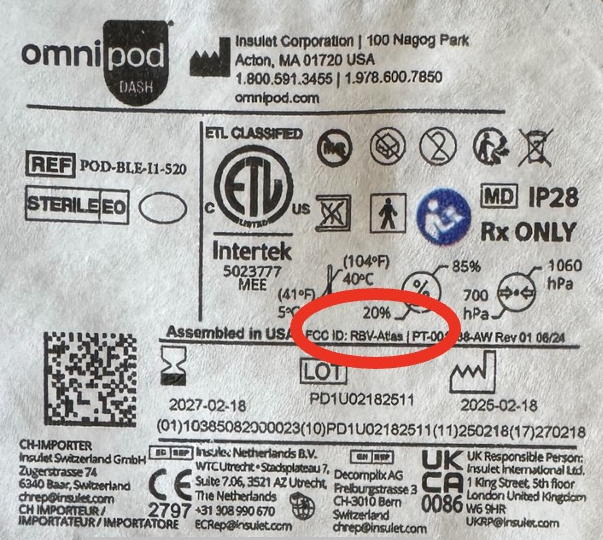 omnipod
DASH
Insulet Corporation | 100 Nagog Park
Acton, MA 01720 USA
1.800.591.3455 | 1.978.600.7850
omnipod.com
REF POD-BLE-I1-520
STERILE EO
ETL CLASSIFIED
MR
2
ETL
LISTED
C US
Intertek
5023777
MEE
MD IP28
Rx ONLY
(104°F)
40°C
(41°F)
5°C
85%
%
20%
1060
hPa
700
hPa
Assembled in USA FCC ID: RBV-Atlas | -AW Rev 01 06/24
LOT
2027-02-18
PD1U02182511
2025-02-18
(01)10385082000023(10)PD1U02182511(11)250218(17)270218
CH-IMPORTER
Insulet Switzerland GmbH
Zugerstrasse 74
6340 Baar, Switzerland
chrep@insulet.com
CH IMPORTEUR /
IMPORTATEUR / IMPORTATORE
CE
2797
EC REP Insulet Netherlands B.V.
WTC Utrecht • Stadsplateau 7,
Suite 7.06, 3521 AZ Utrecht,
The Netherlands
+31 308 990 670
ECRep@insulet.com
CH REP
Decomplix AG
Freiburgstrasse 3
CH-3010 Bern
Switzerland
chrep@insulet.com
UK
CA
0086
UK Responsible Person:
Insulet International Ltd.
1 King Street, 5th floor
London United Kingdom
W6 9HR
UKRP@insulet.com